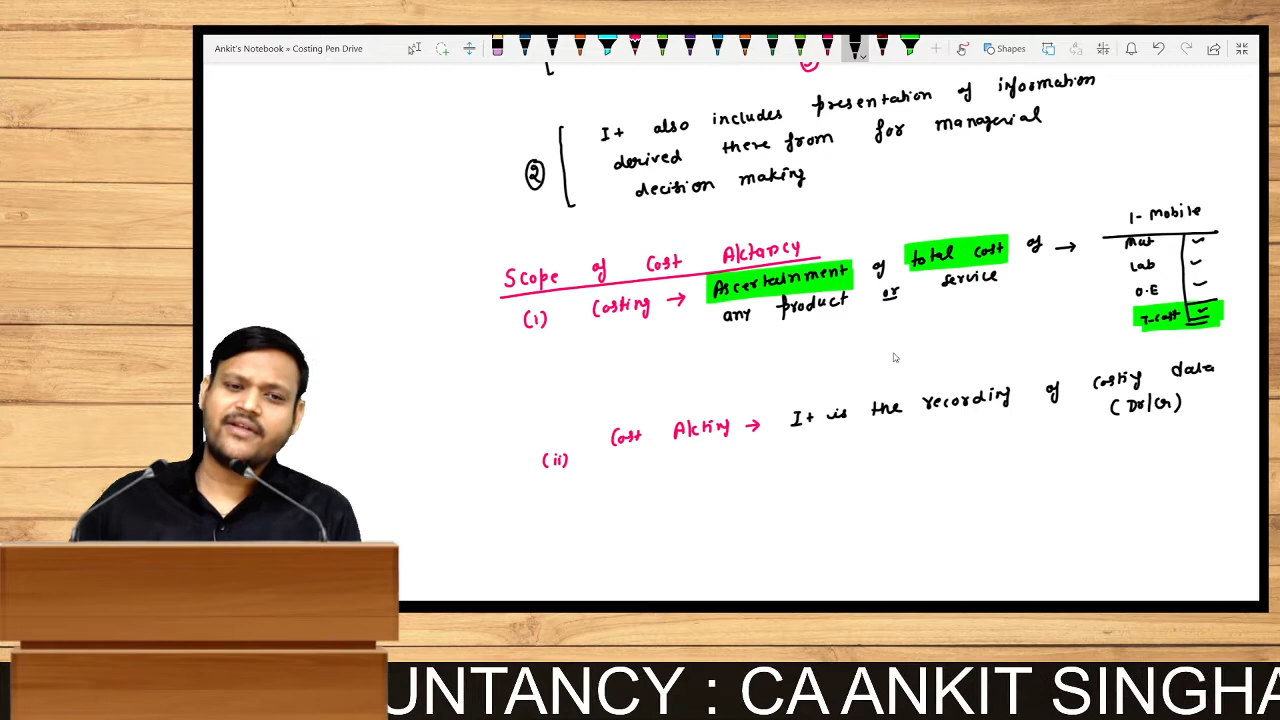 Ankit's Notebook » Costing Pen Drive
Shapes
It also includes presentation of information
② derived there from for managerial
decision making
1 - Mobile
Mat
Lab
O.E
T-cost
Scope of Cost Aktancy
(i) Costing → Ascertainment of total cost of →
any product or service
(ii) Cost Akting → It is the recording of costing data
(Dr/Cr)
UNTANCY : CA ANKIT SINGHA